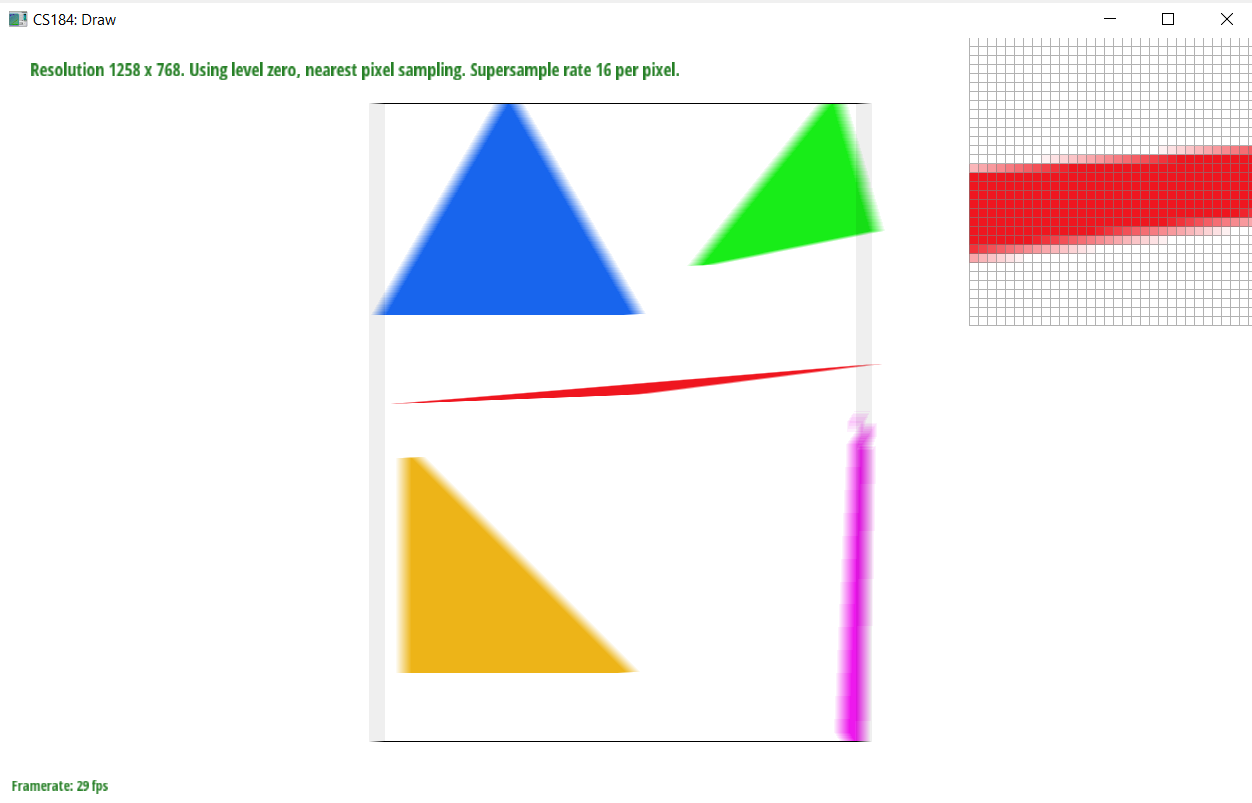 CS184: Draw
Resolution 1258 x 768. Using level zero, nearest pixel sampling. Supersample rate 16 per pixel.
Framerate: 29 fps